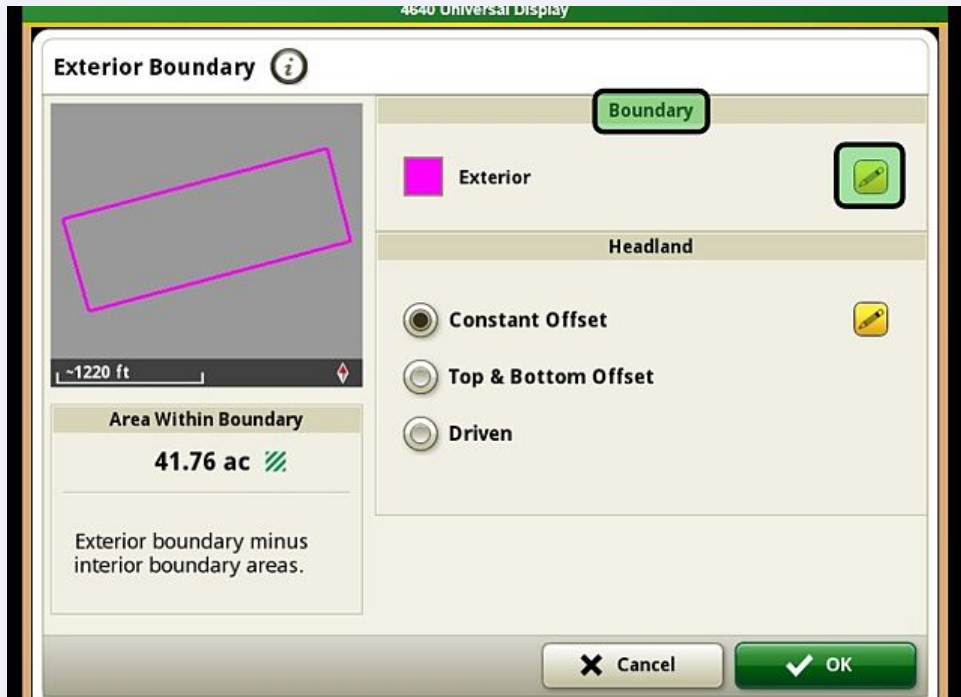 4640 Universal Display
Exterior Boundary i
Boundary
Exterior
Headland
Constant Offset
Top & Bottom Offset
Driven
~1220 ft
Area Within Boundary
41.76 ac
Exterior boundary minus
interior boundary areas.
Cancel
OK